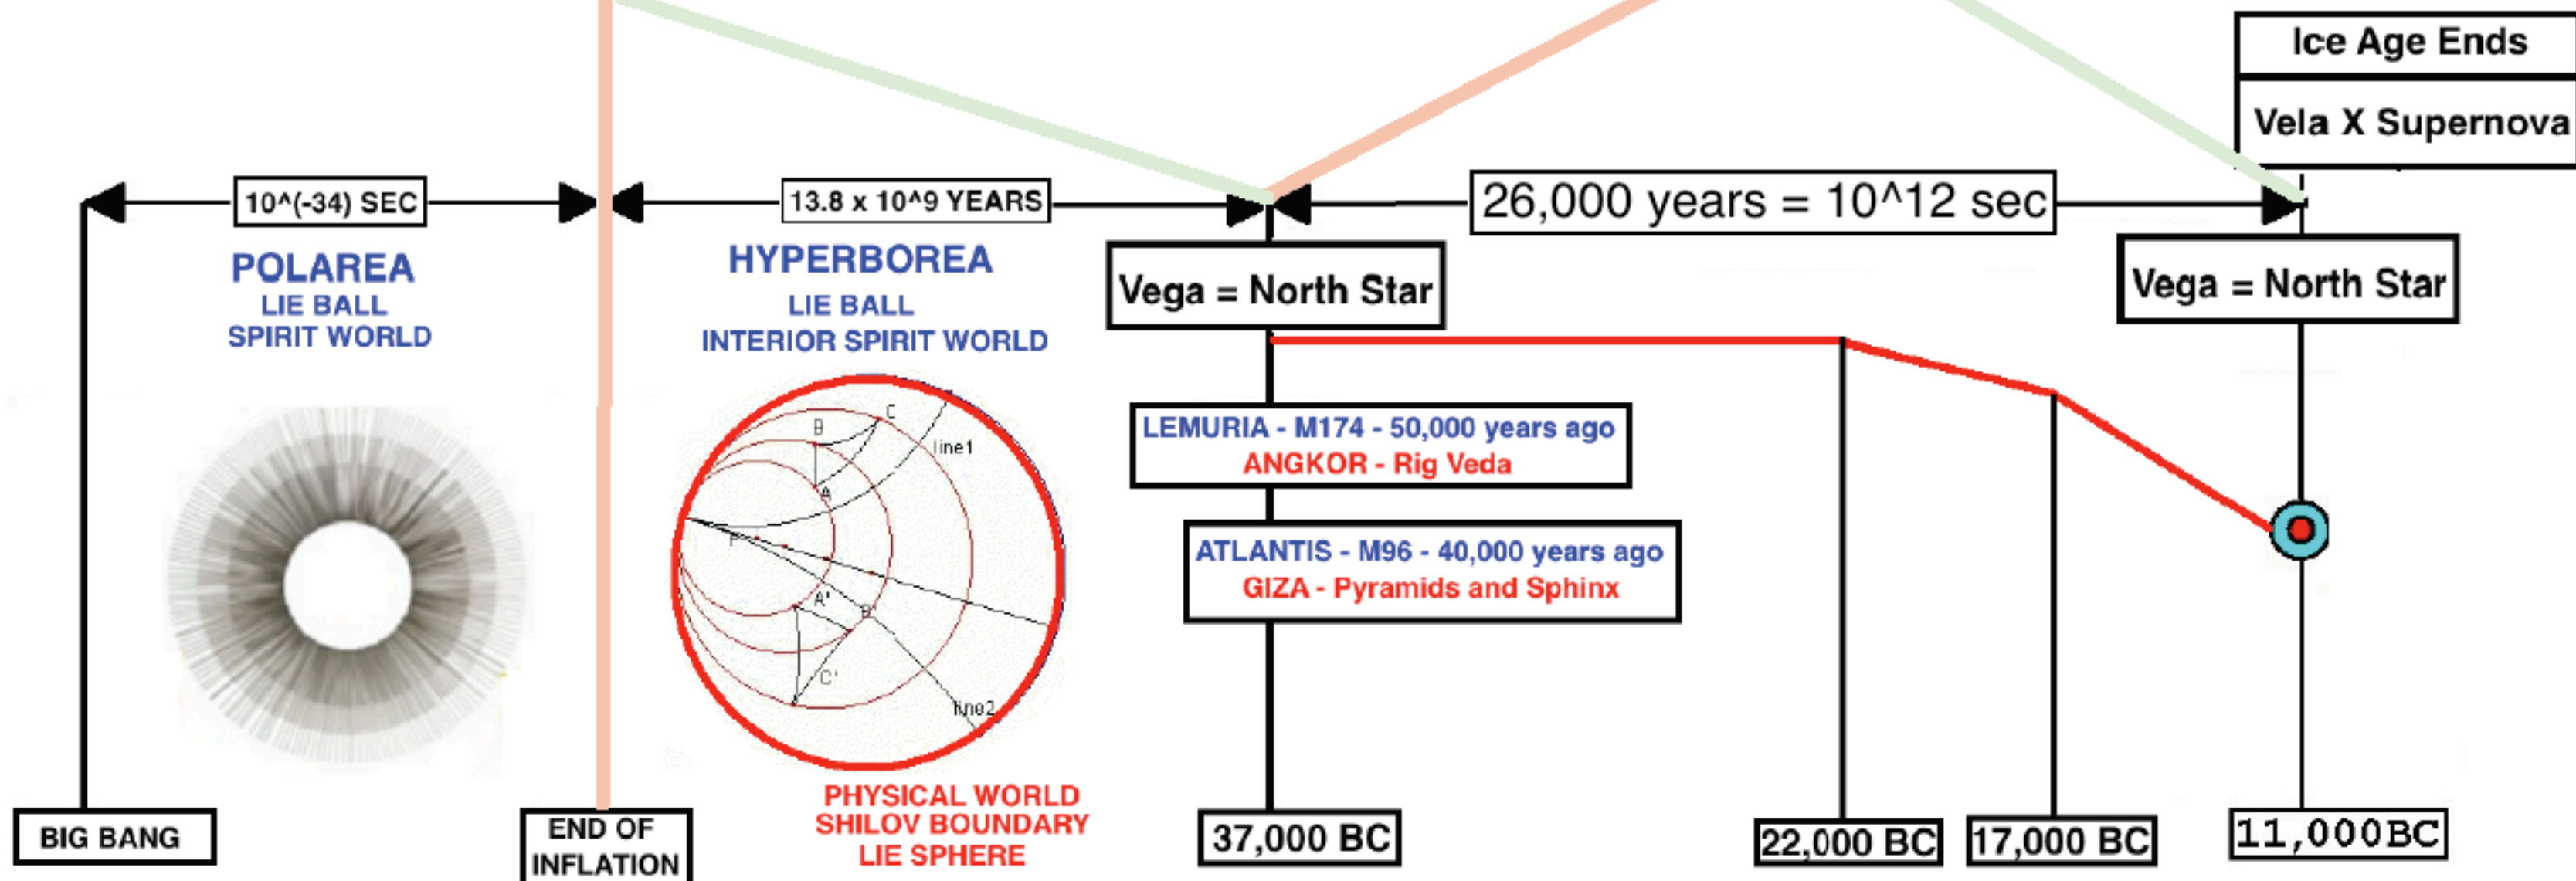 Ice Age Ends
Vela X Supernova
10^(-34) SEC
13.8 x 10^9 YEARS
26,000 years = 10^12 sec
POLAREA
LIE BALL
SPIRIT WORLD
HYPERBOREA
LIE BALL
INTERIOR SPIRIT WORLD
Vega = North Star
Vega = North Star
C
B
line1
A
P
A'
B'
C'
line2
LEMURIA - M174 - 50,000 years ago
ANGKOR - Rig Veda
ATLANTIS - M96 - 40,000 years ago
GIZA - Pyramids and Sphinx
PHYSICAL WORLD
SHILOV BOUNDARY
LIE SPHERE
BIG BANG
END OF
INFLATION
37,000 BC
22,000 BC
17,000 BC
11,000BC